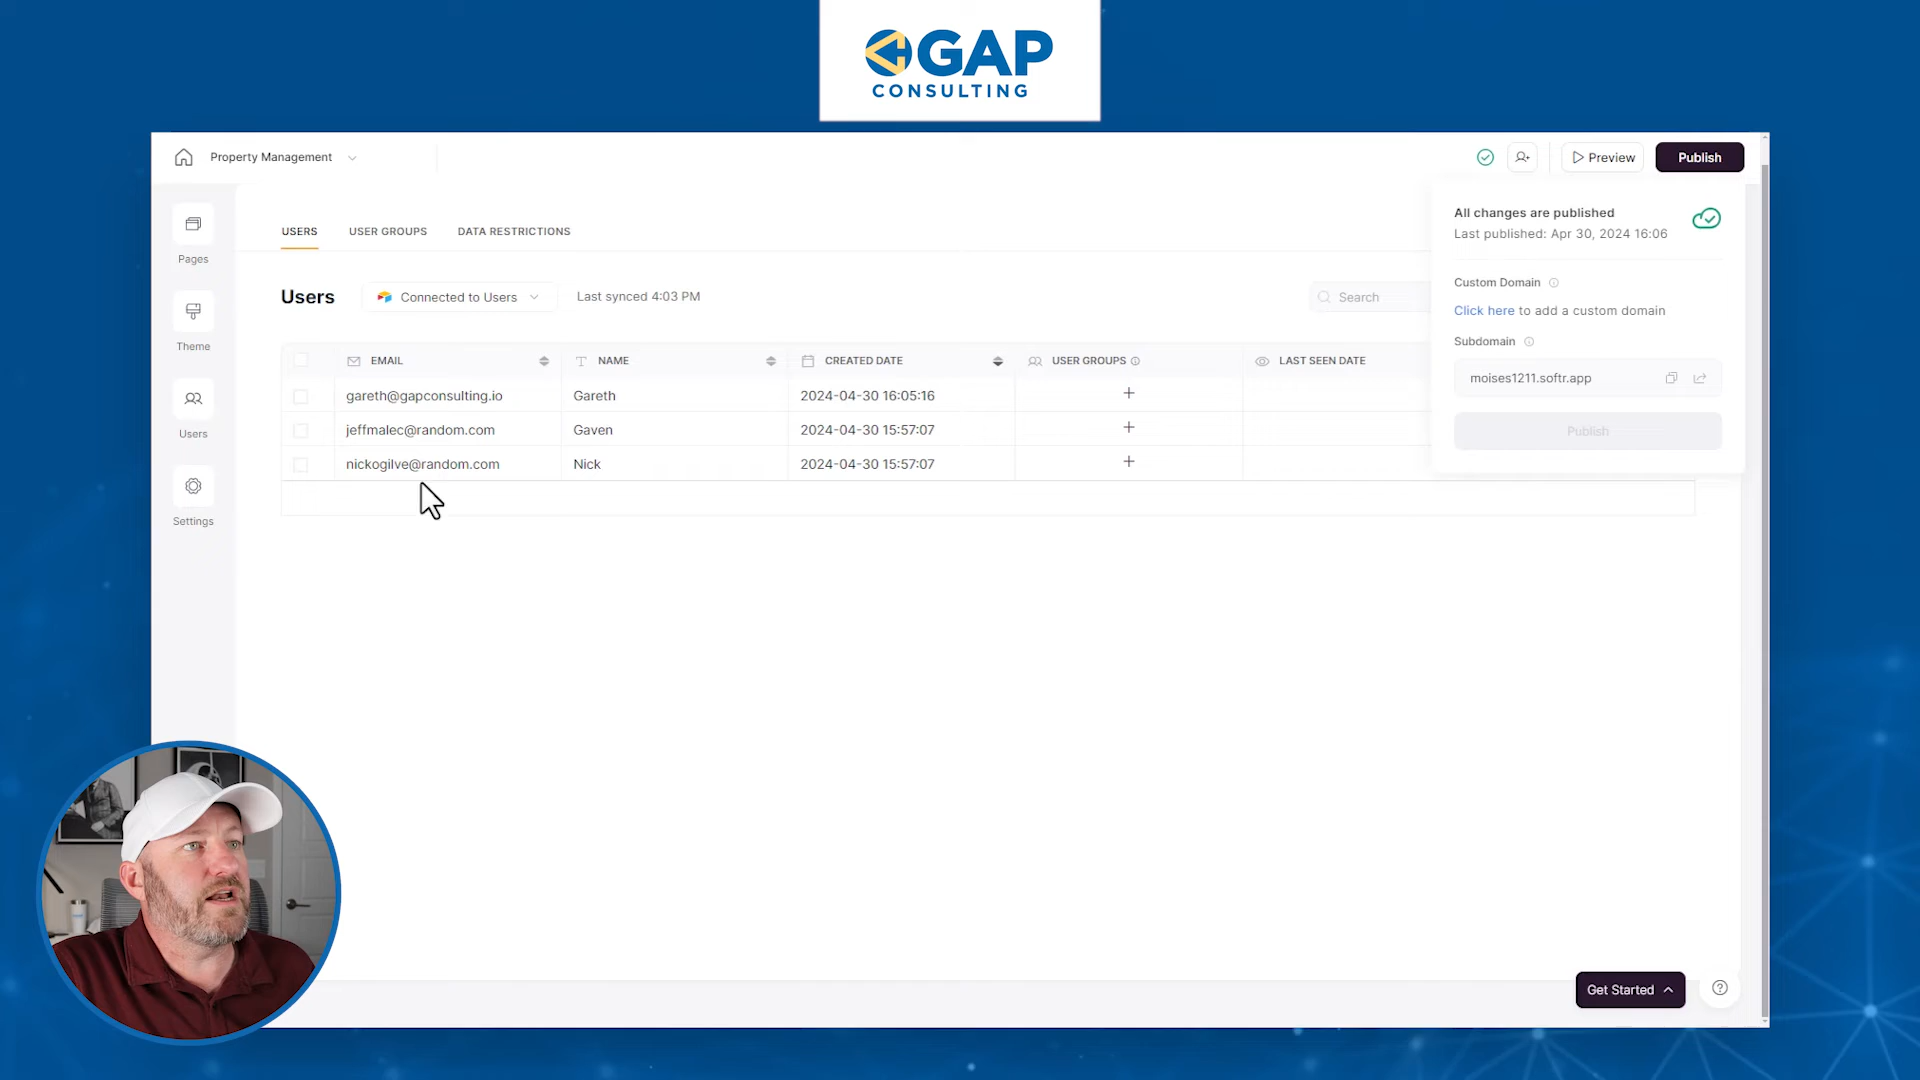 GAP
CONSULTING
Property Management
Preview
Publish
Pages
Theme
Users
Settings
USERS
USER GROUPS
DATA RESTRICTIONS
Users
Connected to Users
Last synced 4:03 PM
Search
EMAIL
NAME
CREATED DATE
USER GROUPS
LAST SEEN DATE
gareth@gapconsulting.io
Gareth
2024-04-30 16:05:16
jeffmalec@random.com
Gaven
2024-04-30 15:57:07
nickogilve@random.com
Nick
2024-04-30 15:57:07
All changes are published
Last published: Apr 30, 2024 16:06
Custom Domain
Click here to add a custom domain
Subdomain
moises1211.softr.app
Publish
Get Started